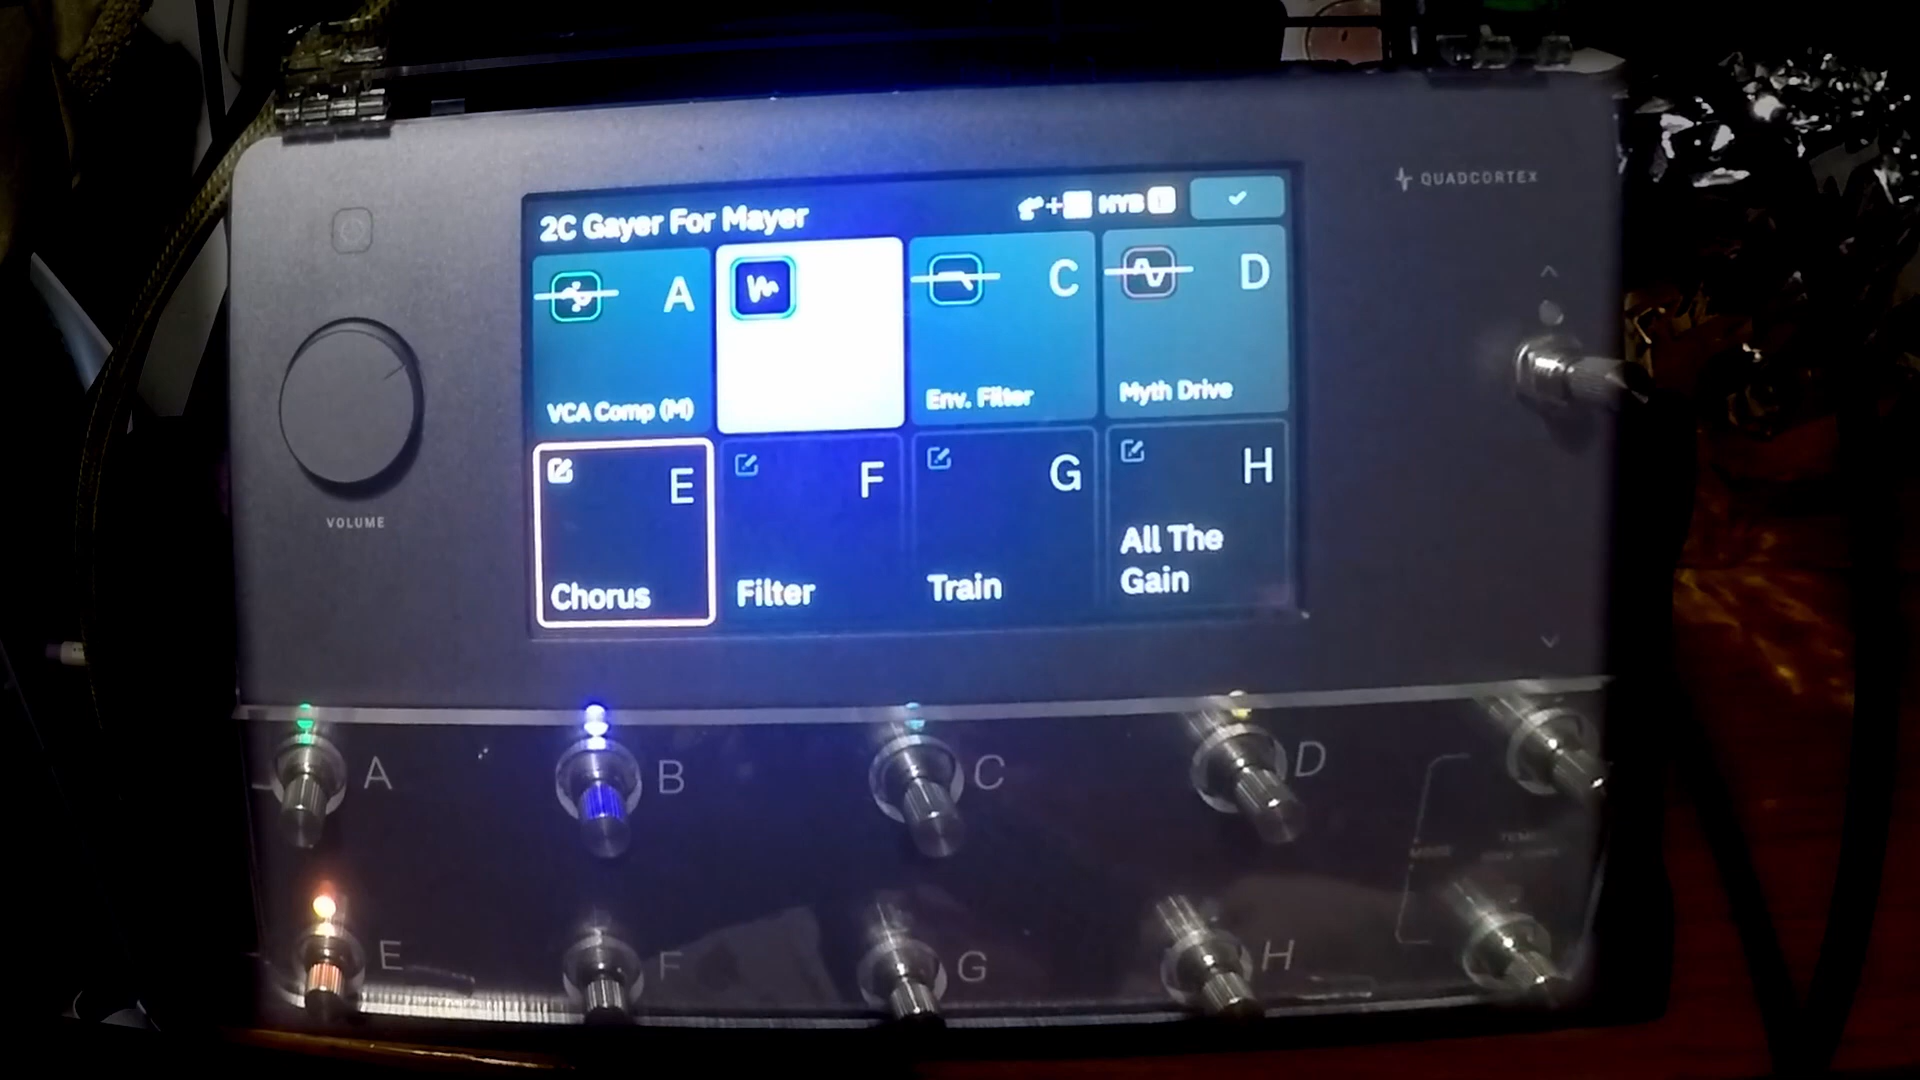 QUADCORTEX
2C Gayer For Mayer
HYB
A
C
D
VCA Comp (M)
Env. Filter
Myth Drive
E
F
G
H
Chorus
Filter
Train
All The
Gain
VOLUME
A
B
C
D
MODE
E
F
G
H